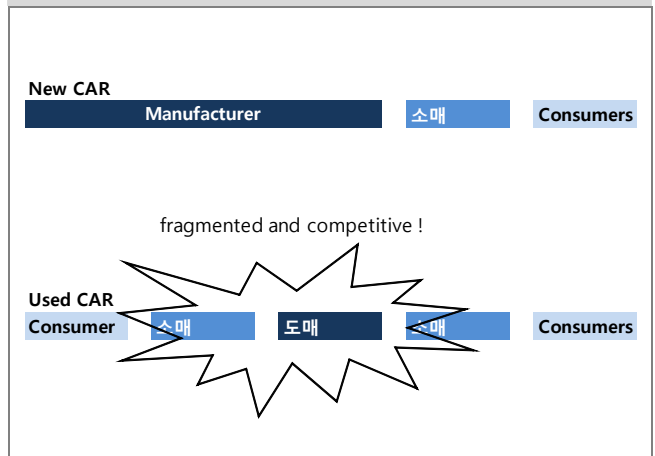 New CAR
Manufacturer 소매 Consumers
fragmented and competitive !
Used CAR
Consumer 소매 도매 소매 Consumers